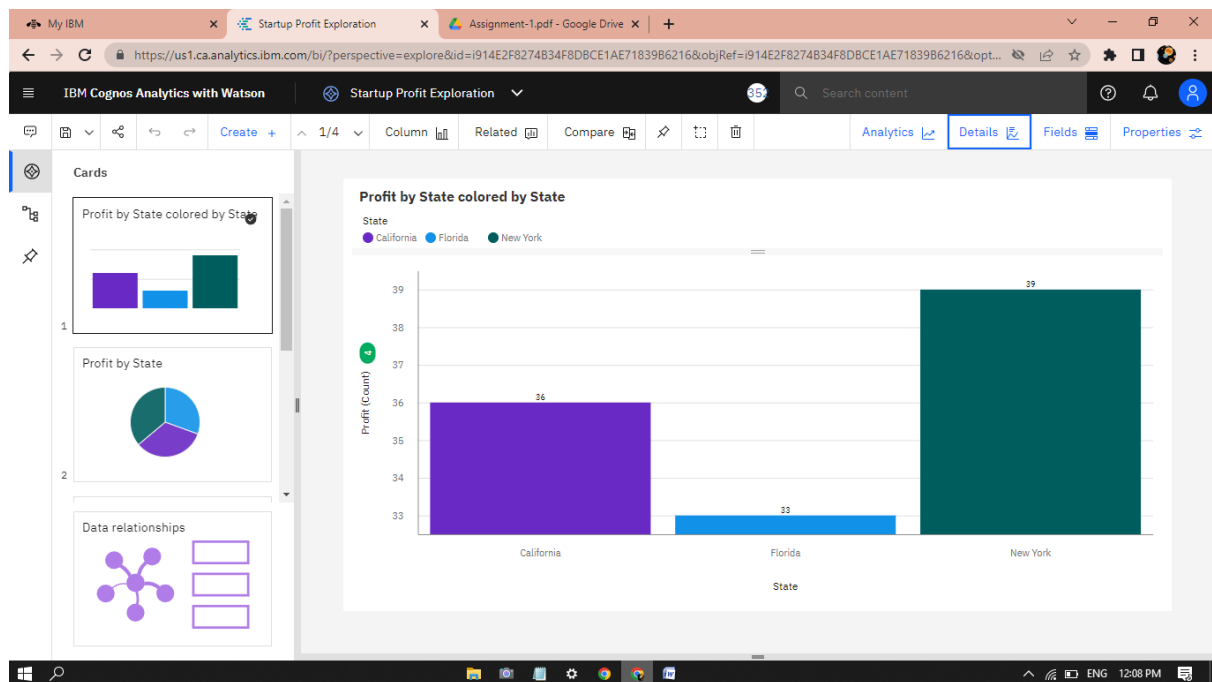 My IBM
Startup Profit Exploration
Assignment-1.pdf - Google Drive
https://us1.ca.analytics.ibm.com/bi/?perspective=explore&id=i914E2F8274B34F8DBCE1AE71839B6216&objRef=i914E2F8274B34F8DBCE1AE71839B6216&opt...
IBM Cognos Analytics with Watson
Startup Profit Exploration
Search content
Create +
1/4
Column
Related
Compare
Analytics
Details
Fields
Properties
Cards
Profit by State colored by State
1
Profit by State
2
Data relationships
Profit by State colored by State
State
California Florida New York
Profit (Count)
39
38
37
36
35
34
33
36
33
39
California Florida New York
State
ENG 12:08 PM